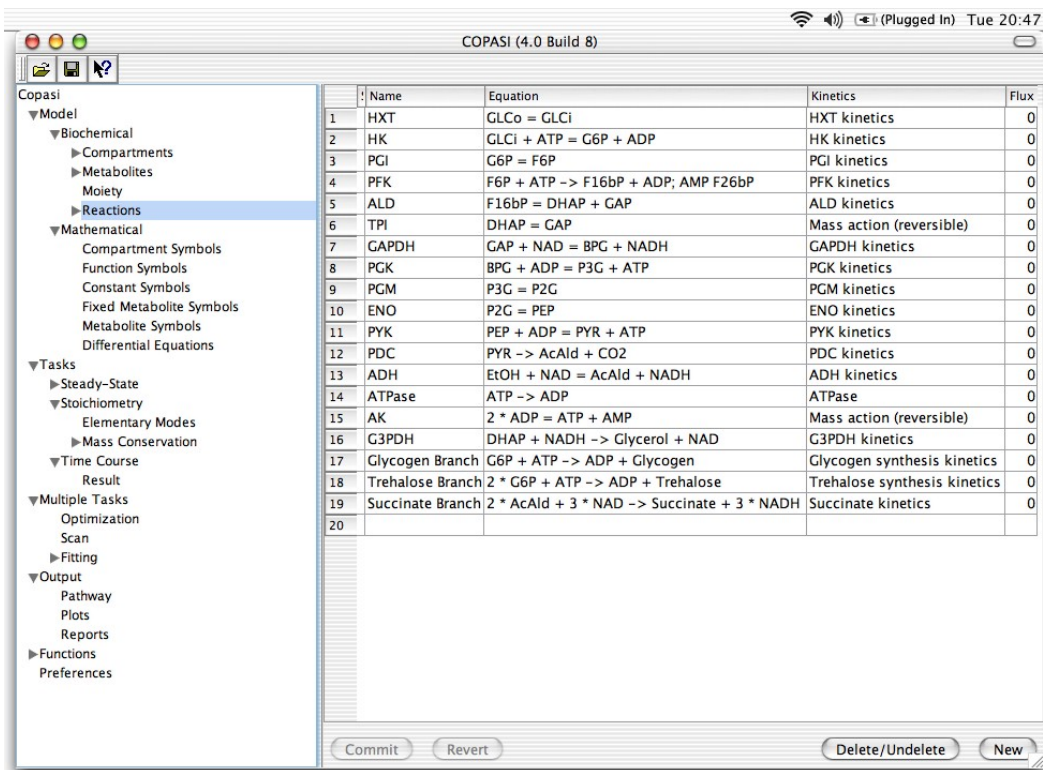 (Plugged In) Tue 20:47
COPASI (4.0 Build 8)
Copasi
Model
Biochemical
Compartments
Metabolites
Moiety
Reactions
Mathematical
Compartment Symbols
Function Symbols
Constant Symbols
Fixed Metabolite Symbols
Metabolite Symbols
Differential Equations
Tasks
Steady-State
Stoichiometry
Elementary Modes
Mass Conservation
Time Course
Result
Multiple Tasks
Optimization
Scan
Fitting
Output
Pathway
Plots
Reports
Functions
Preferences
Name Equation Kinetics Flux
1 HXT GLCo = GLCi HXT kinetics 0
2 HK GLCi + ATP = G6P + ADP HK kinetics 0
3 PGI G6P = F6P PGI kinetics 0
4 PFK F6P + ATP -> F16bP + ADP; AMP F26bP PFK kinetics 0
5 ALD F16bP = DHAP + GAP ALD kinetics 0
6 TPI DHAP = GAP Mass action (reversible) 0
7 GAPDH GAP + NAD = BPG + NADH GAPDH kinetics 0
8 PGK BPG + ADP = P3G + ATP PGK kinetics 0
9 PGM P3G = P2G PGM kinetics 0
10 ENO P2G = PEP ENO kinetics 0
11 PYK PEP + ADP = PYR + ATP PYK kinetics 0
12 PDC PYR -> AcAld + CO2 PDC kinetics 0
13 ADH EtOH + NAD = AcAld + NADH ADH kinetics 0
14 ATPase ATP -> ADP ATPase 0
15 AK 2 * ADP = ATP + AMP Mass action (reversible) 0
16 G3PDH DHAP + NADH -> Glycerol + NAD G3PDH kinetics 0
17 Glycogen Branch G6P + ATP -> ADP + Glycogen Glycogen synthesis kinetics 0
18 Trehalose Branch 2 * G6P + ATP -> ADP + Trehalose Trehalose synthesis kinetics 0
19 Succinate Branch 2 * AcAld + 3 * NAD -> Succinate + 3 * NADH Succinate kinetics 0
20
Commit Revert Delete/Undelete New